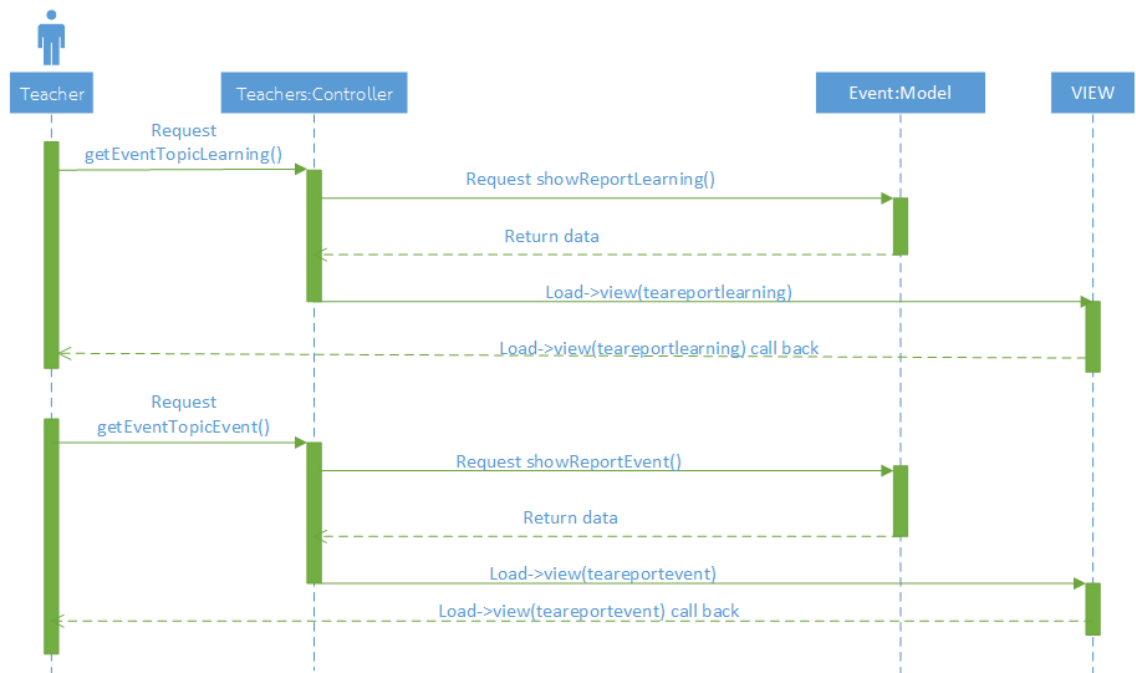 Teacher
Teachers:Controller
Event:Model
VIEW
Request
getEventTopicLearning()
Request showReportLearning()
Return data
Load->view(teareportlearning)
Load->view(teareportlearning) call back
Request
getEventTopicEvent()
Request showReportEvent()
Return data
Load->view(teareportevent)
Load->view(teareportevent) call back